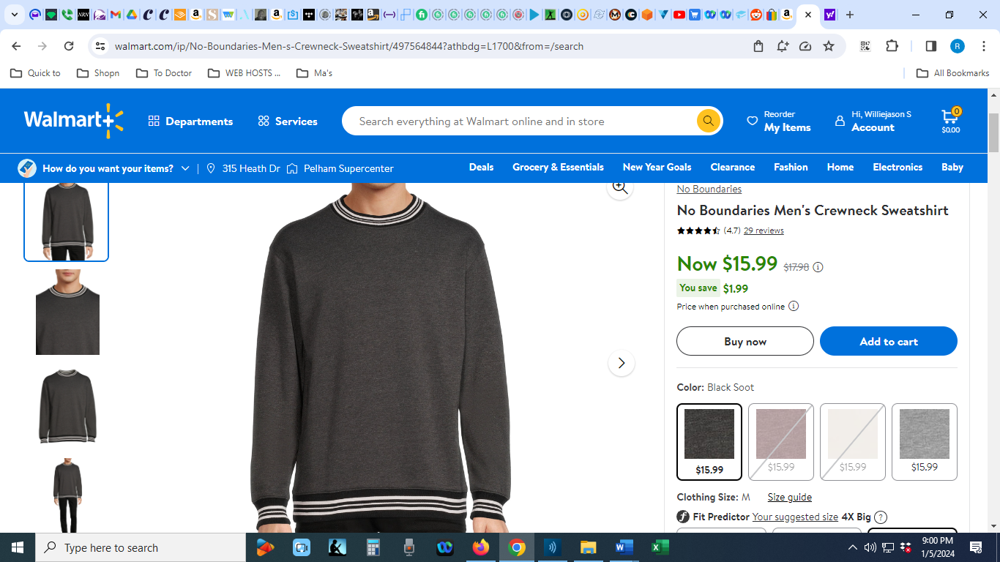 walmart.com/ip/No-Boundaries-Men-s-Crewneck-Sweatshirt/497564844?athbdg=L1700&from=/search
R
Quick to
Shopn
To Doctor
WEB HOSTS ...
Ma's
All Bookmarks
Walmart+
Departments
Services
Search everything at Walmart online and in store
Reorder
My Items
Hi, Williejason S
Account
0
$0.00
How do you want your items?
315 Heath Dr
Pelham Supercenter
Deals
Grocery & Essentials
New Year Goals
Clearance
Fashion
Home
Electronics
Baby
No Boundaries
No Boundaries Men's Crewneck Sweatshirt
(4.7) 29 reviews
Now $15.99 $17.98
You save $1.99
Price when purchased online
Buy now
Add to cart
Color: Black Soot
$15.99
$15.99
$15.99
$15.99
Clothing Size: M
Size guide
Fit Predictor Your suggested size 4X Big ?
Type here to search
9:00 PM
1/5/2024